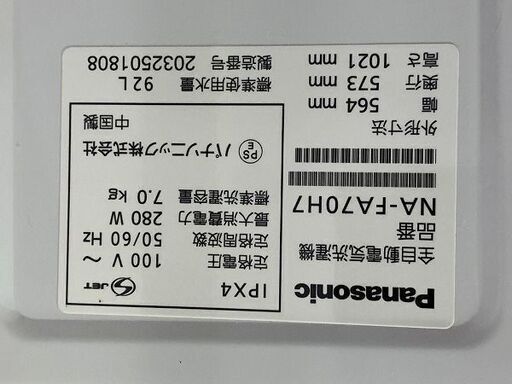 Panasonic
全自動電気洗濯機
品番
NA-FA70H7
外形寸法
幅 564 mm
奥行 573 mm
高さ 1021 mm
IPX4
JET
定格電圧 100 V ～
定格周波数 50/60 Hz
最大消費電力 280 W
標準洗濯容量 7.0 kg
PS E パナソニック株式会社
中国製
標準使用水量 92 L
製造番号 2032501808